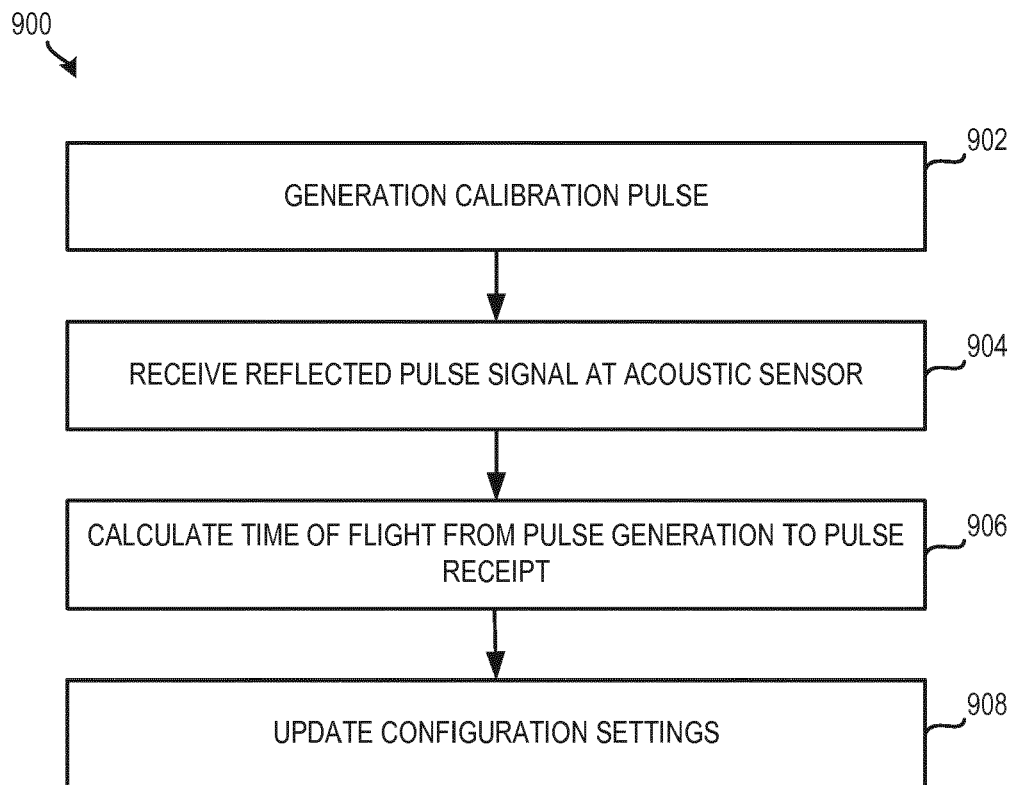 900
902
GENERATION CALIBRATION PULSE
904
RECEIVE REFLECTED PULSE SIGNAL AT ACOUSTIC SENSOR
906
CALCULATE TIME OF FLIGHT FROM PULSE GENERATION TO PULSE
RECEIPT
908
UPDATE CONFIGURATION SETTINGS